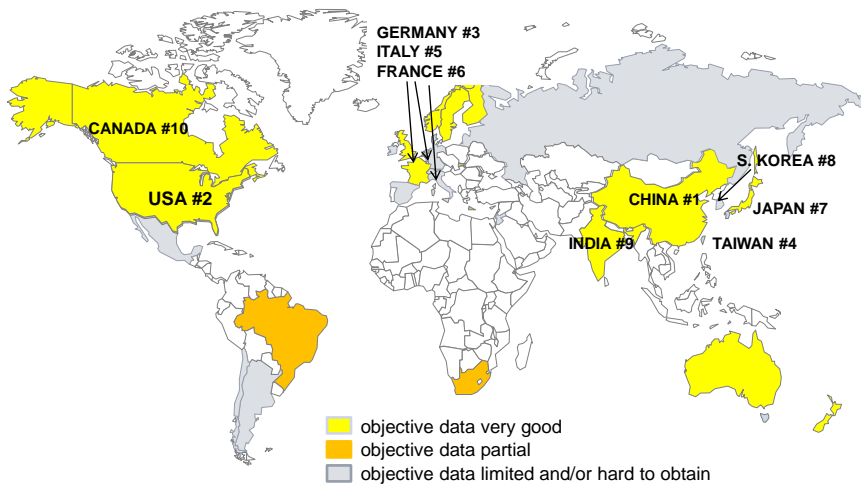 GERMANY #3
ITALY #5
FRANCE #6
CANADA #10
USA #2
S. KOREA #8
CHINA #1
JAPAN #7
INDIA #9
TAIWAN #4
objective data very good
objective data partial
objective data limited and/or hard to obtain